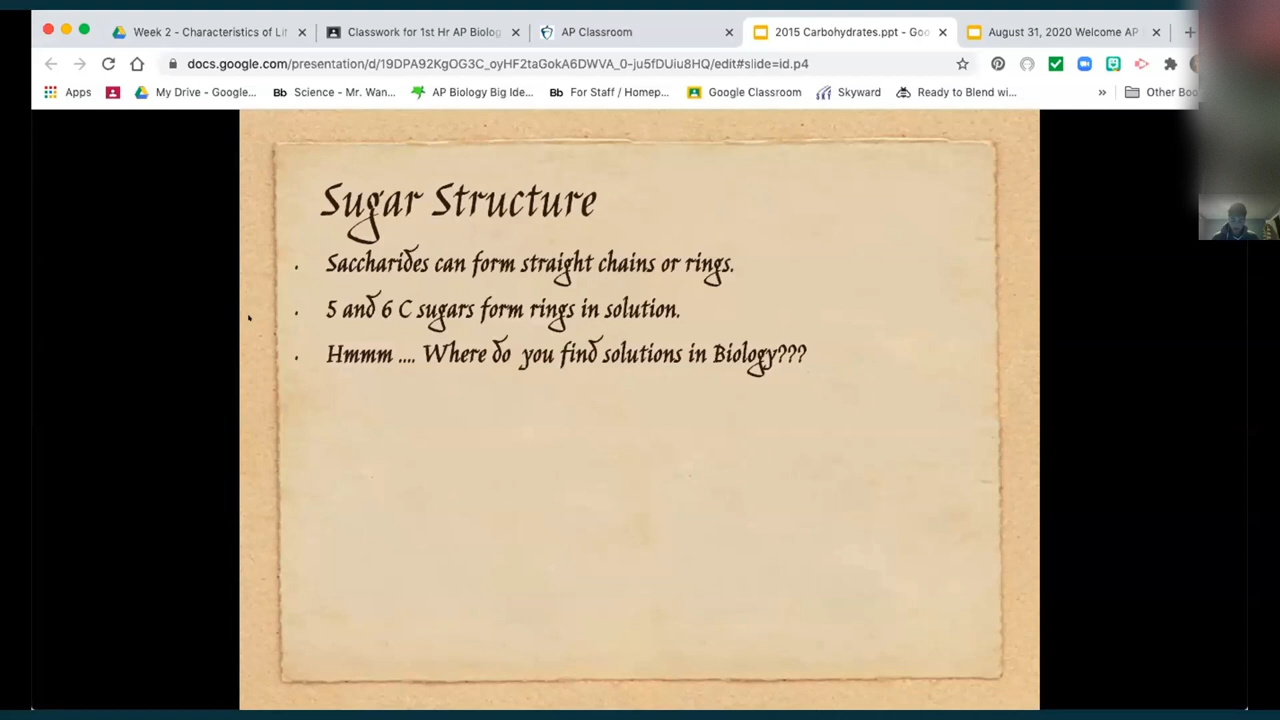 Week 2 - Characteristics of Li
Classwork for 1st Hr AP Biolog
AP Classroom
2015 Carbohydrates.ppt - Goo
August 31, 2020 Welcome AP
docs.google.com/presentation/d/19DPA92KgOG3C_oyHF2taGokA6DWVA_0-ju5fDUiu8HQ/edit#slide=id.p4
Apps
My Drive - Google...
Bb Science - Mr. Wan...
AP Biology Big Ide...
Bb For Staff / Homep...
Google Classroom
Skyward
Ready to Blend wi...
»
Other Boo
Sugar Structure
• Saccharides can form straight chains or rings.
• 5 and 6 C sugars form rings in solution.
• Hmmm .... Where do you find solutions in Biology???